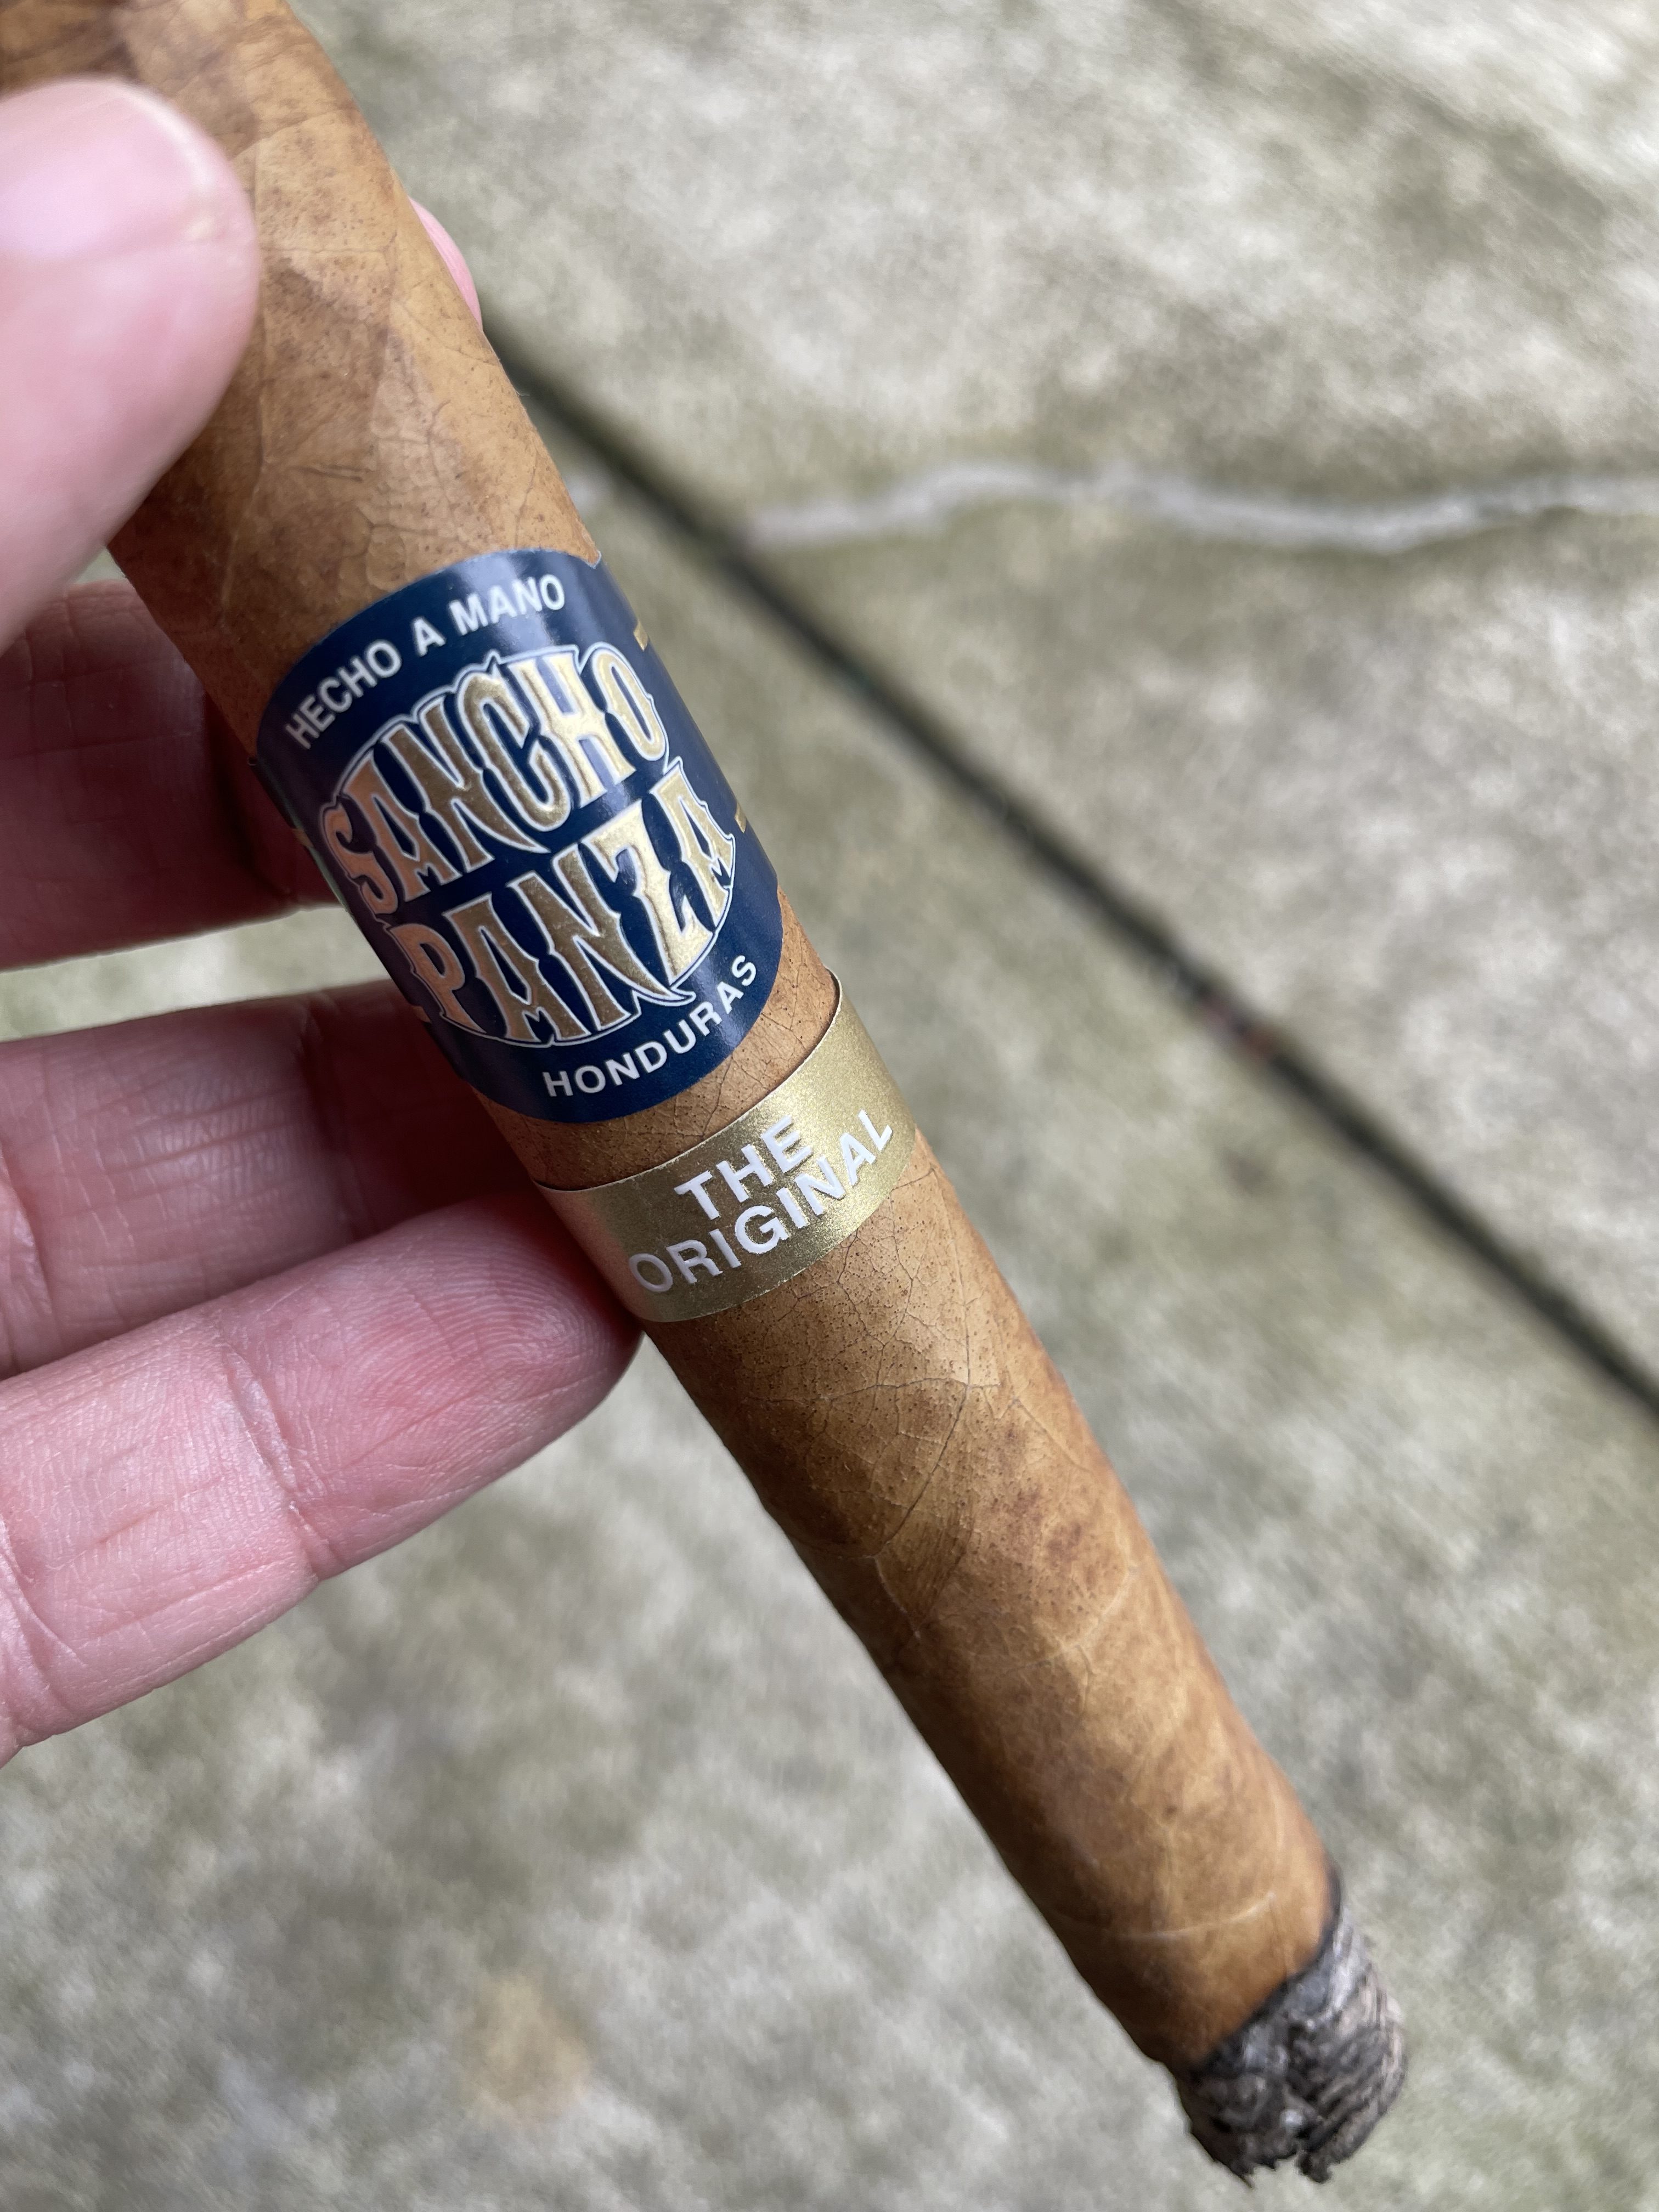 HECHO A MANO
SANCHO
PANZA
HONDURAS
THE
ORIGINAL